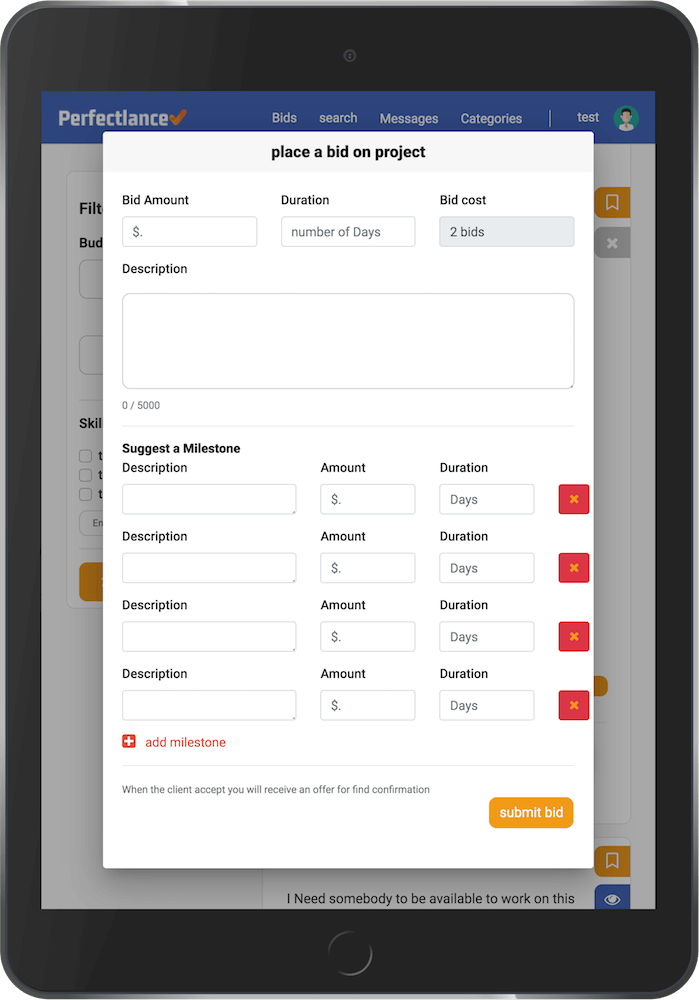 Perfectlance
Bids search Messages Categories test
place a bid on project
Filt
Bud
Bid Amount Duration Bid cost
$. number of Days 2 bids
Description
0 / 5000
Skil
t
t
t
En
Suggest a Milestone
Description Amount Duration
$. Days
Description Amount Duration
$. Days
Description Amount Duration
$. Days
Description Amount Duration
$. Days
add milestone
When the client accept you will receive an offer for find confirmation
submit bid
I Need somebody to be available to work on this